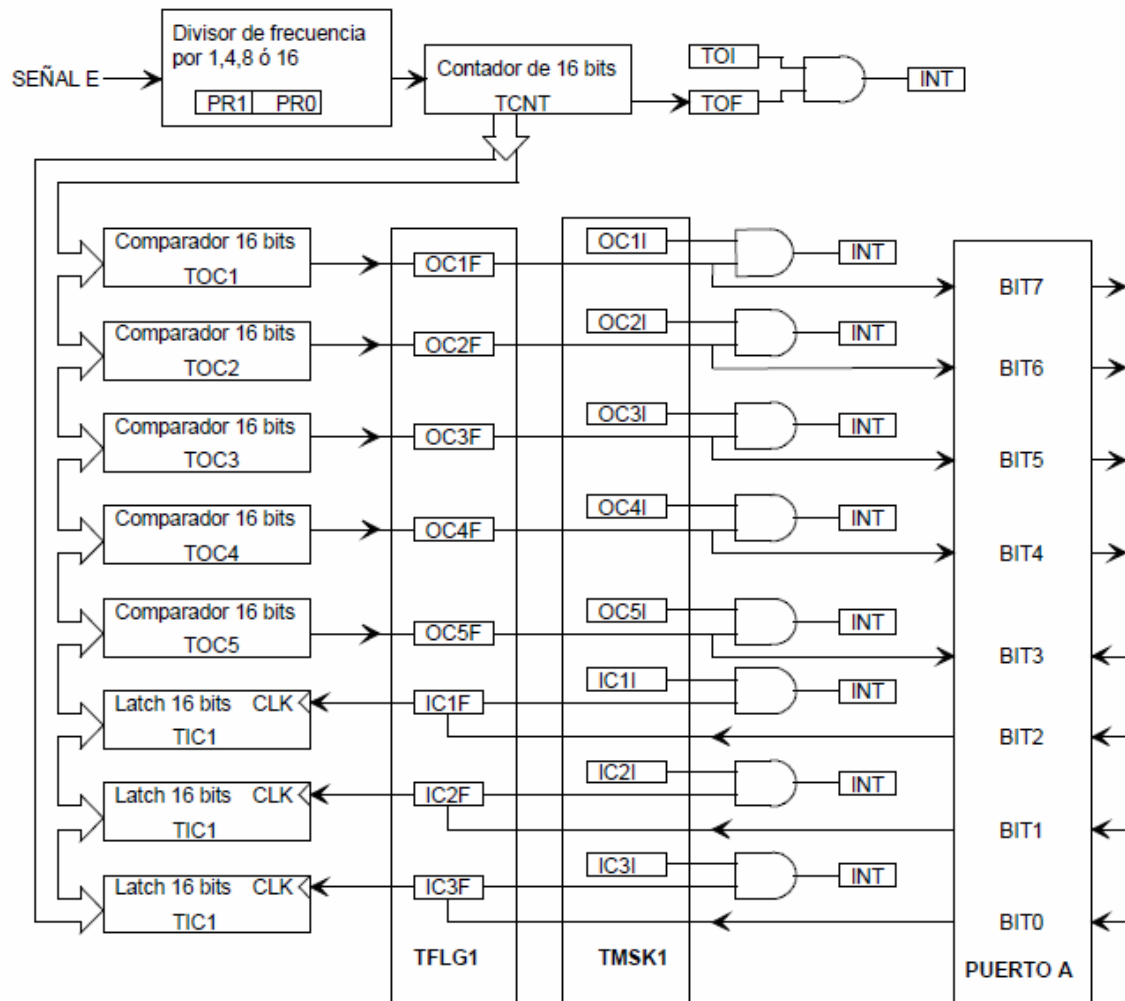 Divisor de frecuencia
por 1,4,8 ó 16
SEÑAL E
PR1 PR0
Contador de 16 bits
TCNT
TOI
TOF
INT
Comparador 16 bits
TOC1
OC1F
OC1I
INT
BIT7
Comparador 16 bits
TOC2
OC2F
OC2I
INT
BIT6
Comparador 16 bits
TOC3
OC3F
OC3I
INT
BIT5
Comparador 16 bits
TOC4
OC4F
OC4I
INT
BIT4
Comparador 16 bits
TOC5
OC5F
OC5I
INT
BIT3
Latch 16 bits CLK
TIC1
IC1F
IC1I
INT
BIT2
Latch 16 bits CLK
TIC1
IC2F
IC2I
INT
BIT1
Latch 16 bits CLK
TIC1
IC3F
IC3I
INT
BIT0
TFLG1
TMSK1
PUERTO A